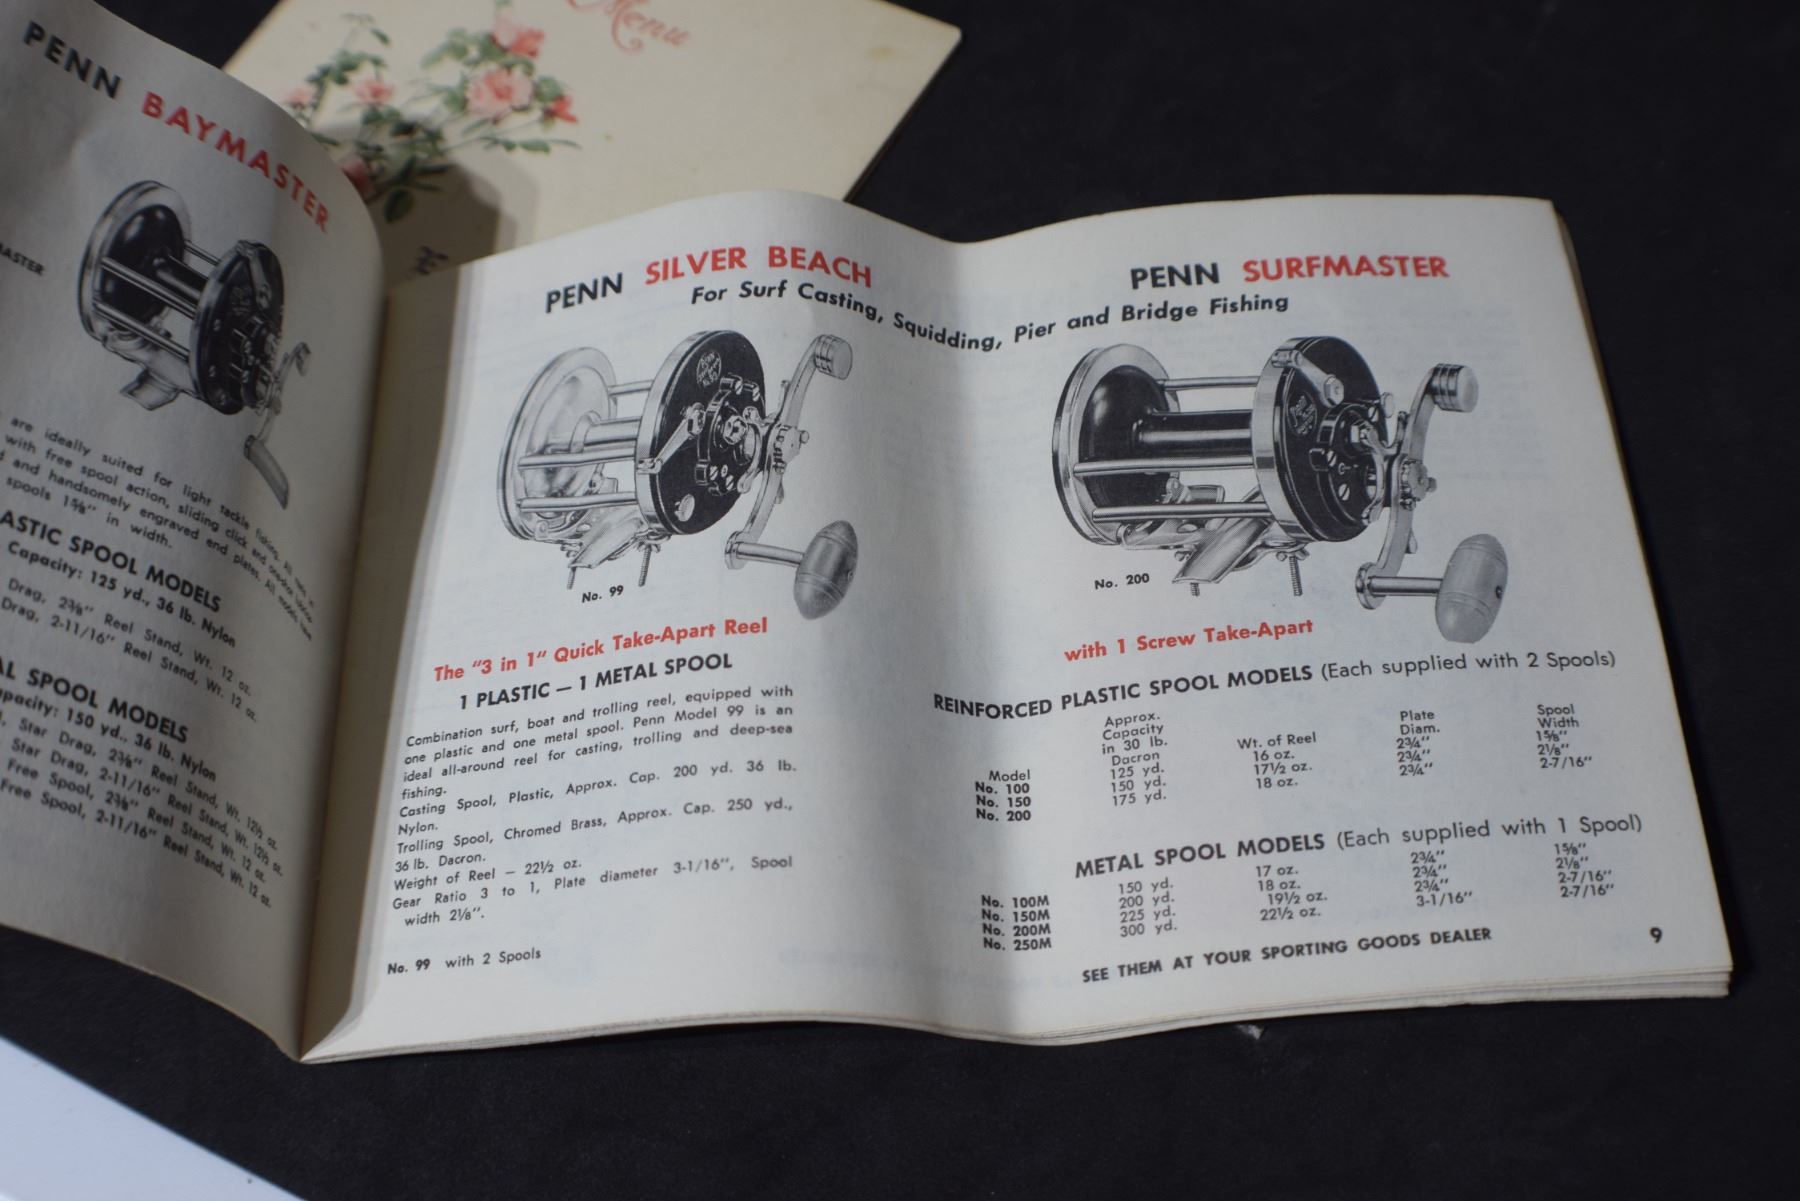 Menu
PENN BAYMASTER
MASTER
are ideally suited for light tackle fishing. All
with free spool action, sliding click and
and handsomely engraved end plates. All models have
spools 1⅝" in width.
ASTIC SPOOL MODELS
Capacity: 125 yd., 36 lb. Nylon
Drag, 2⅜" Reel Stand, Wt. 12 oz.
Drag, 2-11/16" Reel Stand, Wt. 12 oz.
AL SPOOL MODELS
pacity: 150 yd., 36 lb. Nylon
Star Drag, 2⅜" Reel Stand, Wt. 12½ oz.
Star Drag, 2-11/16" Reel Stand, Wt. 12½ oz.
Free Spool, 2⅜" Reel Stand, Wt. 12 oz.
Free Spool, 2-11/16" Reel Stand, Wt. 12 oz.
PENN SILVER BEACH
PENN SURFMASTER
For Surf Casting, Squidding, Pier and Bridge Fishing
No. 99
The "3 in 1" Quick Take-Apart Reel
1 PLASTIC — 1 METAL SPOOL
Combination surf, boat and trolling reel, equipped with
one plastic and one metal spool. Penn Model 99 is an
ideal all-around reel for casting, trolling and deep-sea
fishing.
Casting Spool, Plastic, Approx. Cap. 200 yd. 36 lb.
Nylon.
Trolling Spool, Chromed Brass, Approx. Cap. 250 yd.,
36 lb. Dacron.
Weight of Reel — 22½ oz.
Gear Ratio 3 to 1, Plate diameter 3-1/16", Spool
width 2⅛".
No. 99 with 2 Spools
No. 200
with 1 Screw Take-Apart
REINFORCED PLASTIC SPOOL MODELS (Each supplied with 2 Spools)
Approx. Plate Spool
Capacity Diam. Width
in 30 lb.
Model Dacron Wt. of Reel
No. 100 125 yd. 16 oz. 2¾" 1⅝"
No. 150 150 yd. 17½ oz. 2¾" 2⅛"
No. 200 175 yd. 18 oz. 2¾" 2-7/16"
METAL SPOOL MODELS (Each supplied with 1 Spool)
No. 100M 150 yd. 17 oz. 2¾" 1⅝"
No. 150M 200 yd. 18 oz. 2¾" 2⅛"
No. 200M 225 yd. 19½ oz. 2¾" 2-7/16"
No. 250M 300 yd. 22½ oz. 3-1/16" 2-7/16"
SEE THEM AT YOUR SPORTING GOODS DEALER
9